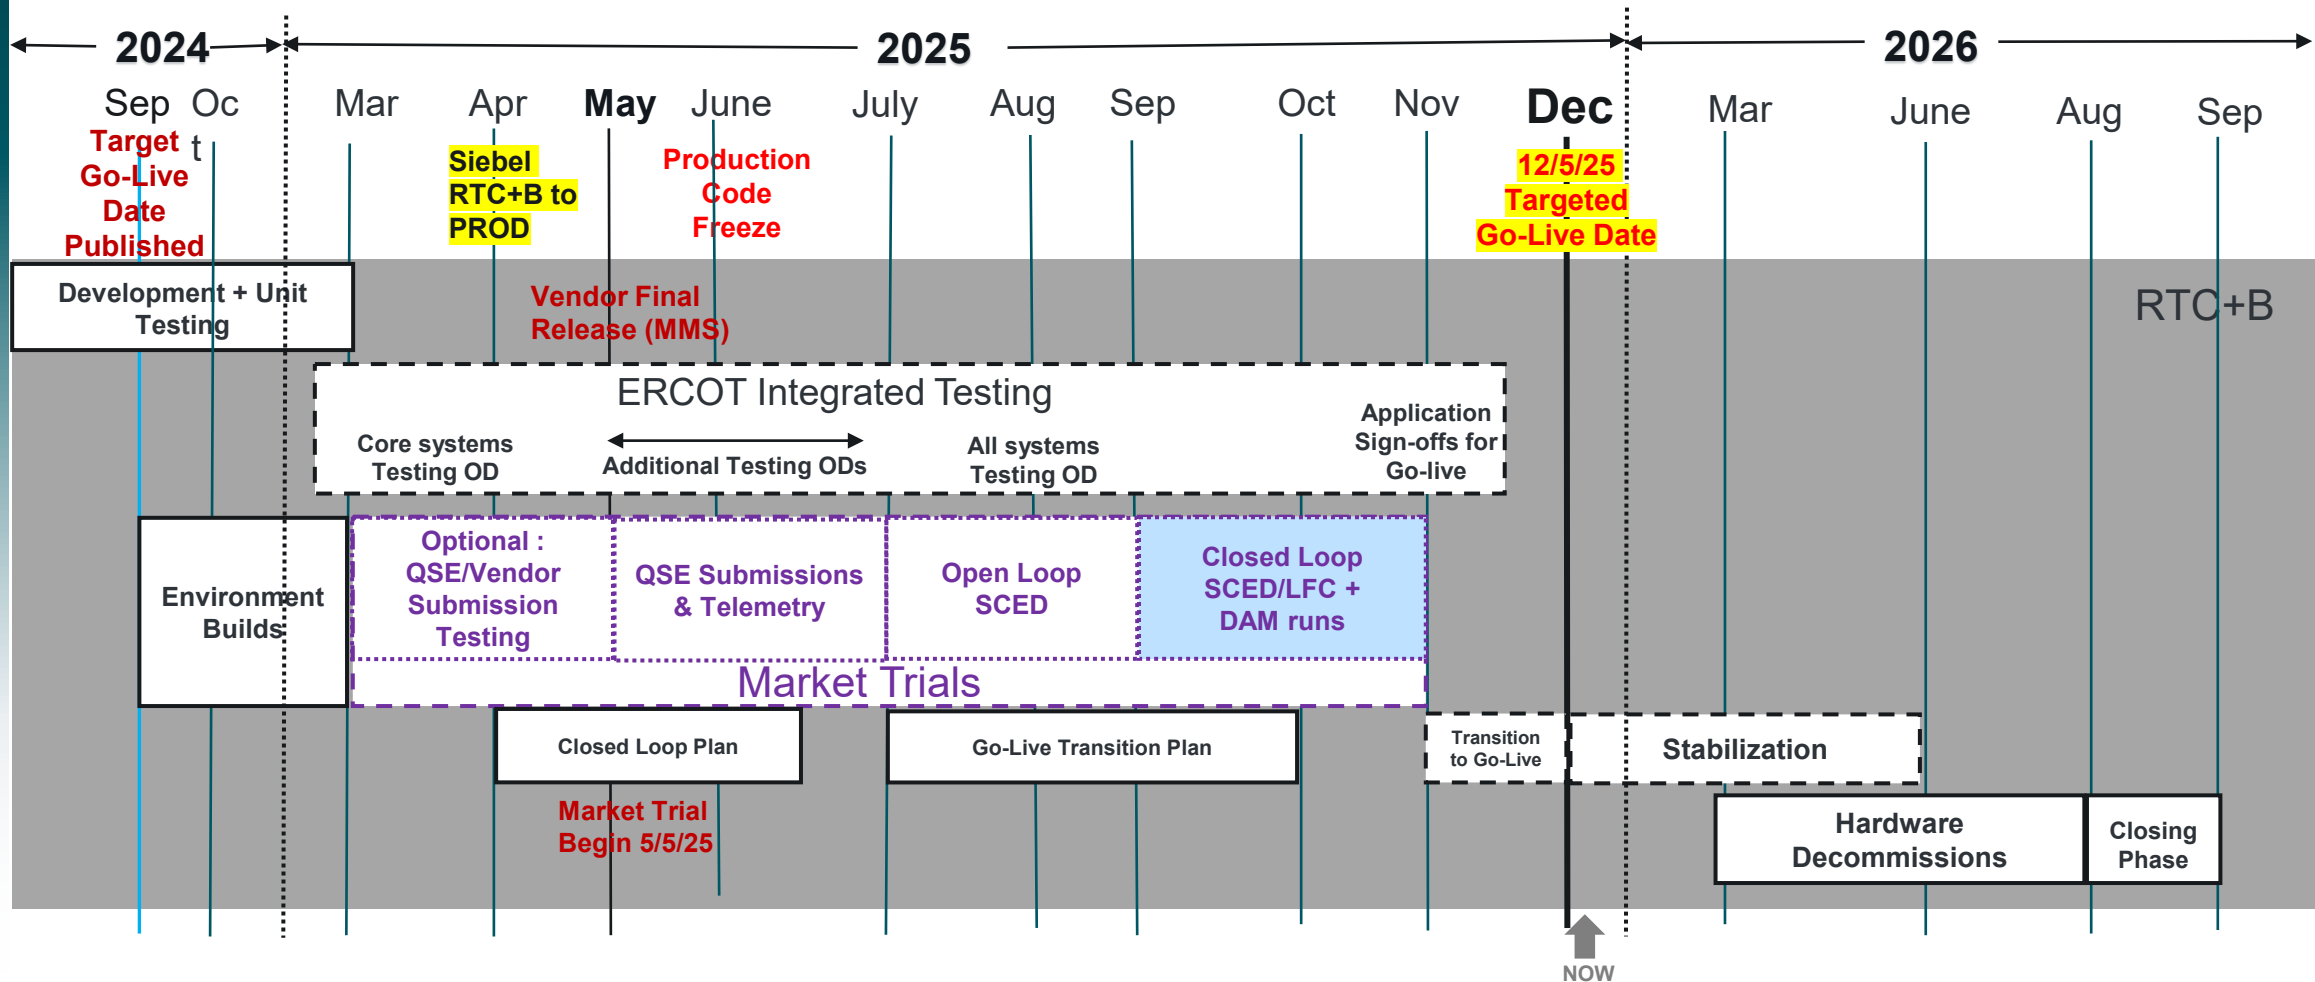 2024
2025
2026
Sep
Oc
t
Mar
Apr
May
June
July
Aug
Sep
Oct
Nov
Dec
Mar
June
Aug
Sep
Target
Go-Live
Date
Published
Siebel
RTC+B to
PROD
Production
Code
Freeze
12/5/25
Targeted
Go-Live Date
Development + Unit
Testing
Vendor Final
Release (MMS)
RTC+B
ERCOT Integrated Testing
Core systems
Testing OD
Additional Testing ODs
All systems
Testing OD
Application
Sign-offs for
Go-live
Environment
Builds
Optional :
QSE/Vendor
Submission
Testing
QSE Submissions
& Telemetry
Open Loop
SCED
Closed Loop
SCED/LFC +
DAM runs
Market Trials
Closed Loop Plan
Go-Live Transition Plan
Transition
to Go-Live
Stabilization
Market Trial
Begin 5/5/25
Hardware
Decommissions
Closing
Phase
NOW